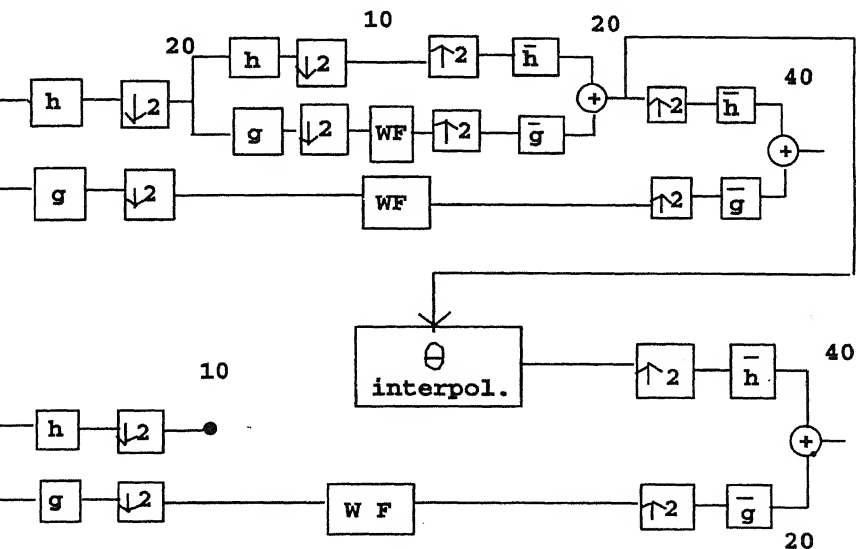 10
20
20
h ↓2 ↑2 h̄
h ↓2 + ↑2 h̄ 40
g ↓2 WF ↑2 ḡ
+
g ↓2 WF ↑2 ḡ
θ
interpol.
10
↑2 h̄ 40
h ↓2
+
g ↓2 W F ↑2 ḡ
20